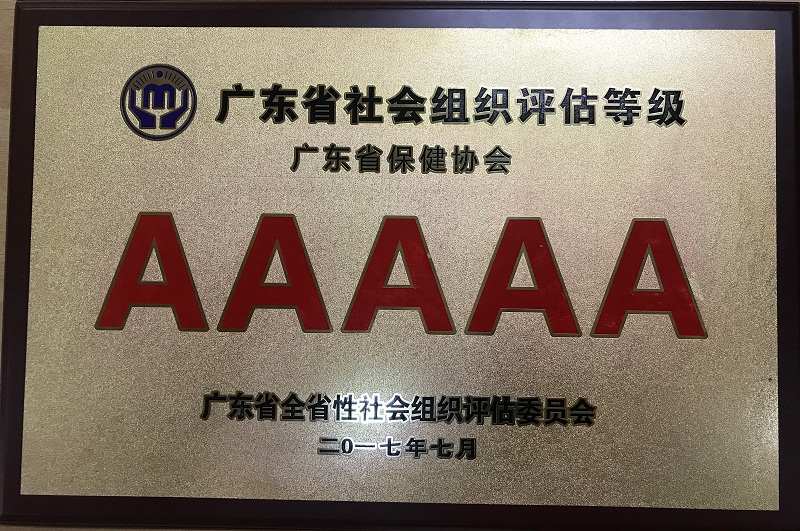 广东省社会组织评估等级
广东省保健协会
AAAAA
广东省全省性社会组织评估委员会
二0一七年七月